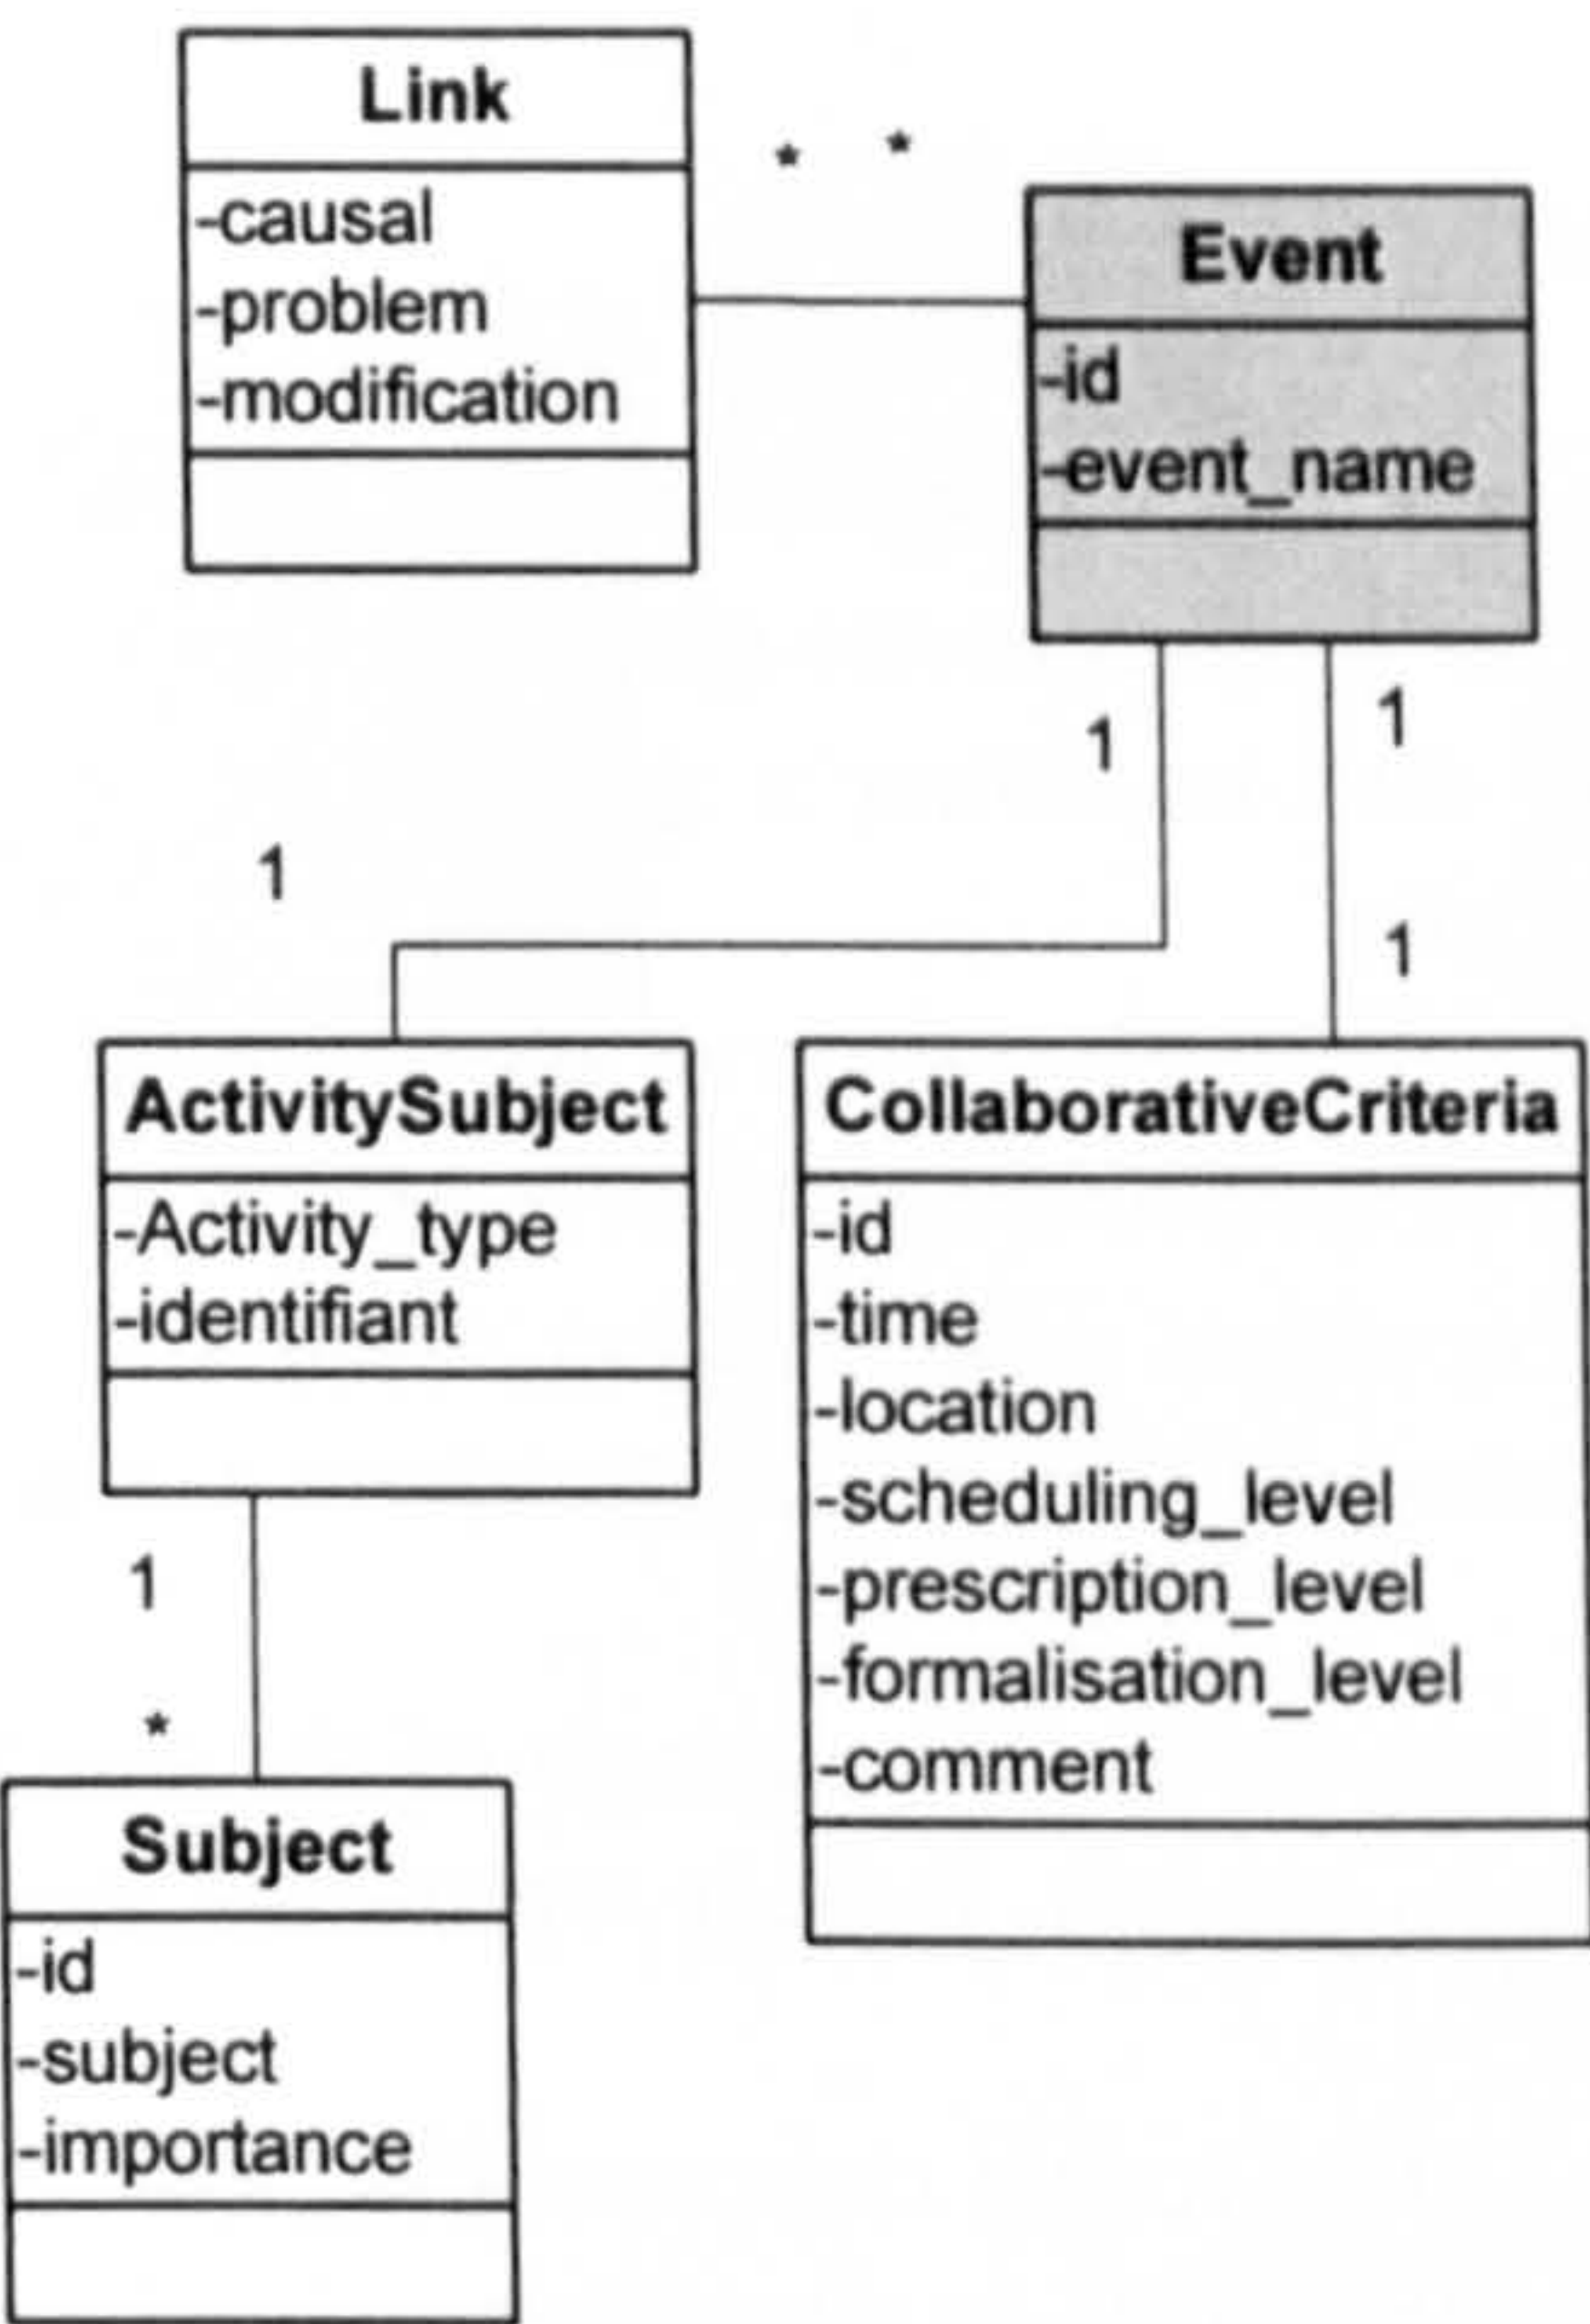 Link
-causal
-problem
-modification
* *
Event
-id
-event_name
1
1
1
1
ActivitySubject
-Activity_type
-identifiant
CollaborativeCriteria
-id
-time
-location
-scheduling_level
-prescription_level
-formalisation_level
-comment
1
*
Subject
-id
-subject
-importance